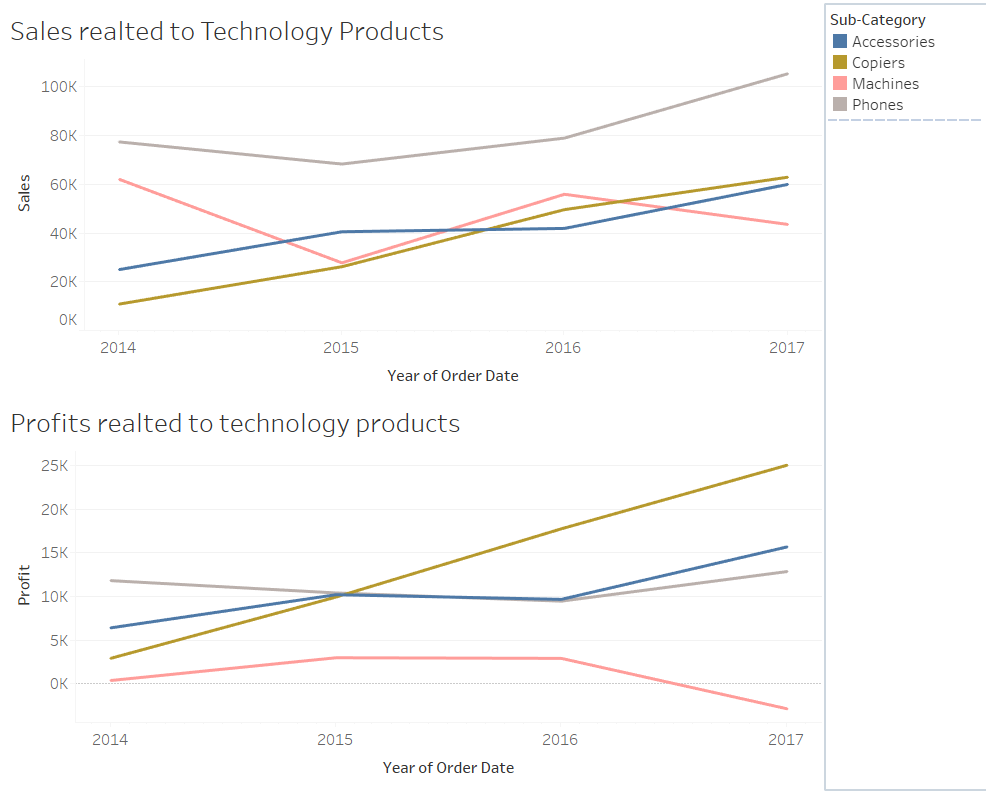 Sales realted to Technology Products
100K
80K
60K
40K
20K
0K
Sales
2014 2015 2016 2017
Year of Order Date
Profits realted to technology products
25K
20K
15K
10K
5K
0K
Profit
2014 2015 2016 2017
Year of Order Date
Sub-Category
Accessories
Copiers
Machines
Phones